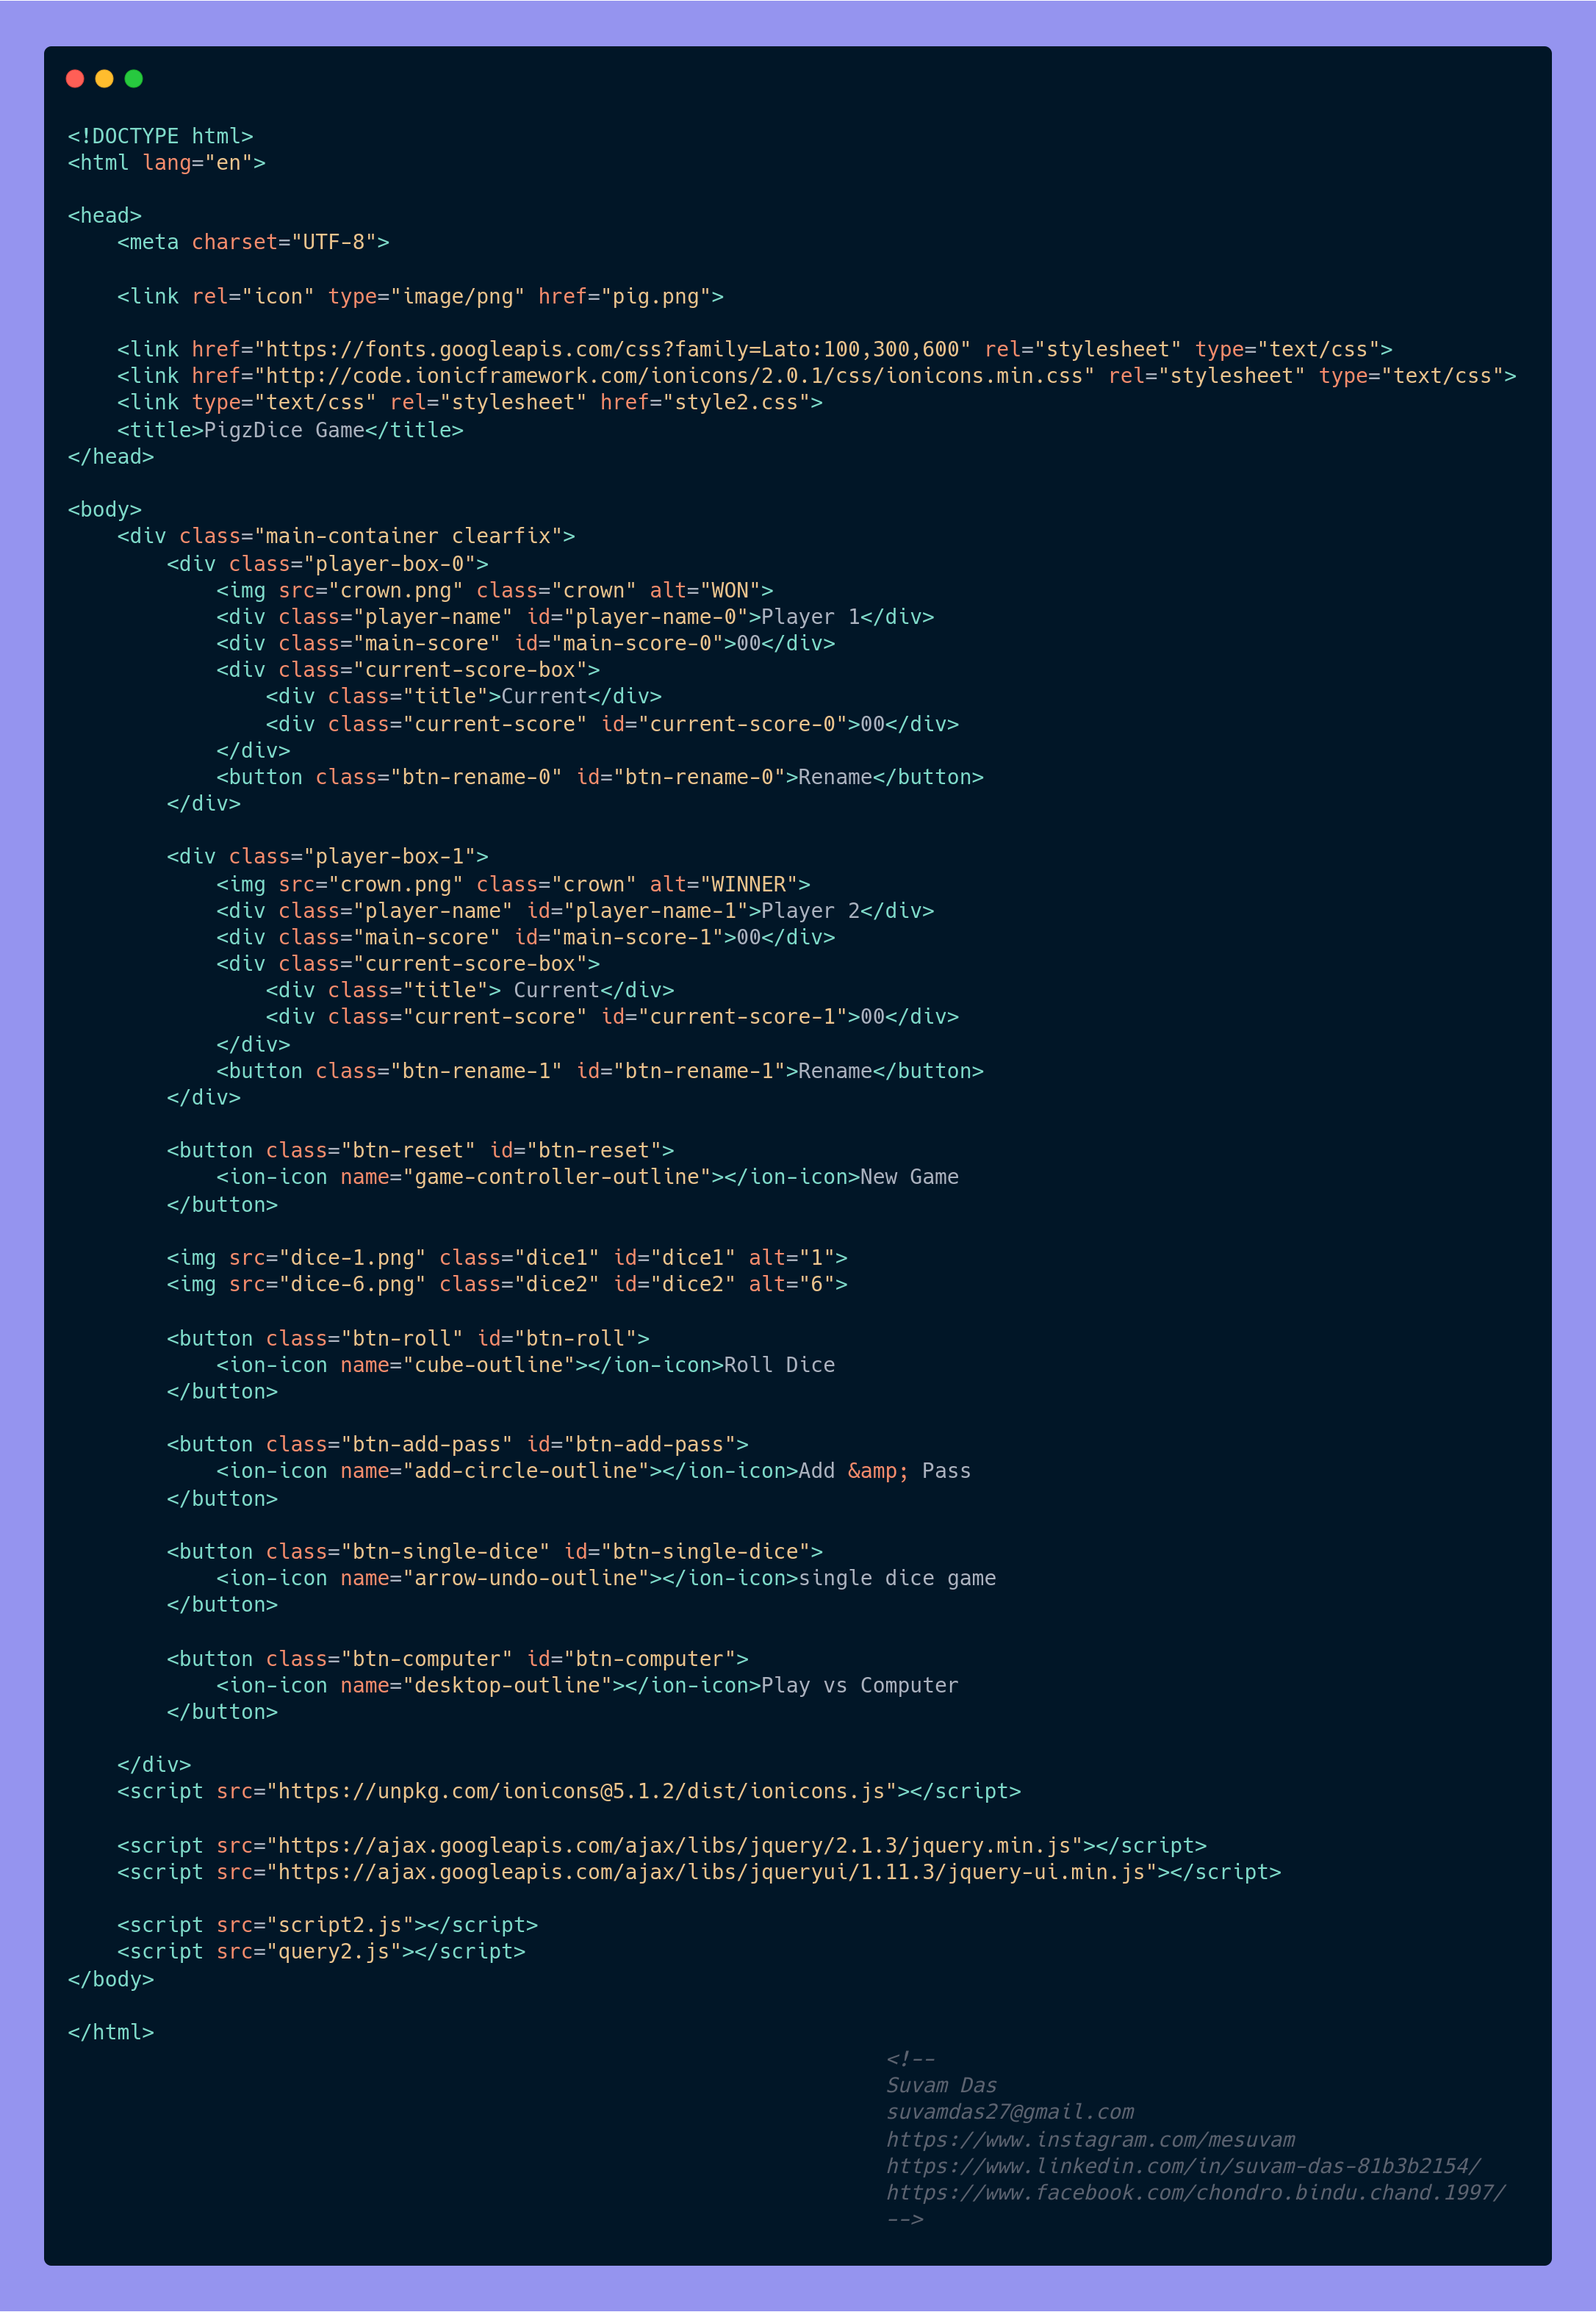 <!DOCTYPE html>
<html lang="en">
<head>
<meta charset="UTF-8">
<link rel="icon" type="image/png" href="pig.png">
<link href="https://fonts.googleapis.com/css?family=Lato:100,300,600" rel="stylesheet" type="text/css">
<link href="http://code.ionicframework.com/ionicons/2.0.1/css/ionicons.min.css" rel="stylesheet" type="text/css">
<link type="text/css" rel="stylesheet" href="style2.css">
<title>PigzDice Game</title>
</head>
<body>
<div class="main-container clearfix">
<div class="player-box-0">
<img src="crown.png" class="crown" alt="WON">
<div class="player-name" id="player-name-0">Player 1</div>
<div class="main-score" id="main-score-0">00</div>
<div class="current-score-box">
<div class="title">Current</div>
<div class="current-score" id="current-score-0">00</div>
</div>
<button class="btn-rename-0" id="btn-rename-0">Rename</button>
</div>
<div class="player-box-1">
<img src="crown.png" class="crown" alt="WINNER">
<div class="player-name" id="player-name-1">Player 2</div>
<div class="main-score" id="main-score-1">00</div>
<div class="current-score-box">
<div class="title"> Current</div>
<div class="current-score" id="current-score-1">00</div>
</div>
<button class="btn-rename-1" id="btn-rename-1">Rename</button>
</div>
<button class="btn-reset" id="btn-reset">
<ion-icon name="game-controller-outline"></ion-icon>New Game
</button>
<img src="dice-1.png" class="dice1" id="dice1" alt="1">
<img src="dice-6.png" class="dice2" id="dice2" alt="6">
<button class="btn-roll" id="btn-roll">
<ion-icon name="cube-outline"></ion-icon>Roll Dice
</button>
<button class="btn-add-pass" id="btn-add-pass">
<ion-icon name="add-circle-outline"></ion-icon>Add &amp; Pass
</button>
<button class="btn-single-dice" id="btn-single-dice">
<ion-icon name="arrow-undo-outline"></ion-icon>single dice game
</button>
<button class="btn-computer" id="btn-computer">
<ion-icon name="desktop-outline"></ion-icon>Play vs Computer
</button>
</div>
<script src="https://unpkg.com/ionicons@5.1.2/dist/ionicons.js"></script>
<script src="https://ajax.googleapis.com/ajax/libs/jquery/2.1.3/jquery.min.js"></script>
<script src="https://ajax.googleapis.com/ajax/libs/jqueryui/1.11.3/jquery-ui.min.js"></script>
<script src="script2.js"></script>
<script src="query2.js"></script>
</body>
</html>
<!--
Suvam Das
suvamdas27@gmail.com
https://www.instagram.com/mesuvam
https://www.linkedin.com/in/suvam-das-81b3b2154/
https://www.facebook.com/chondro.bindu.chand.1997/
-->